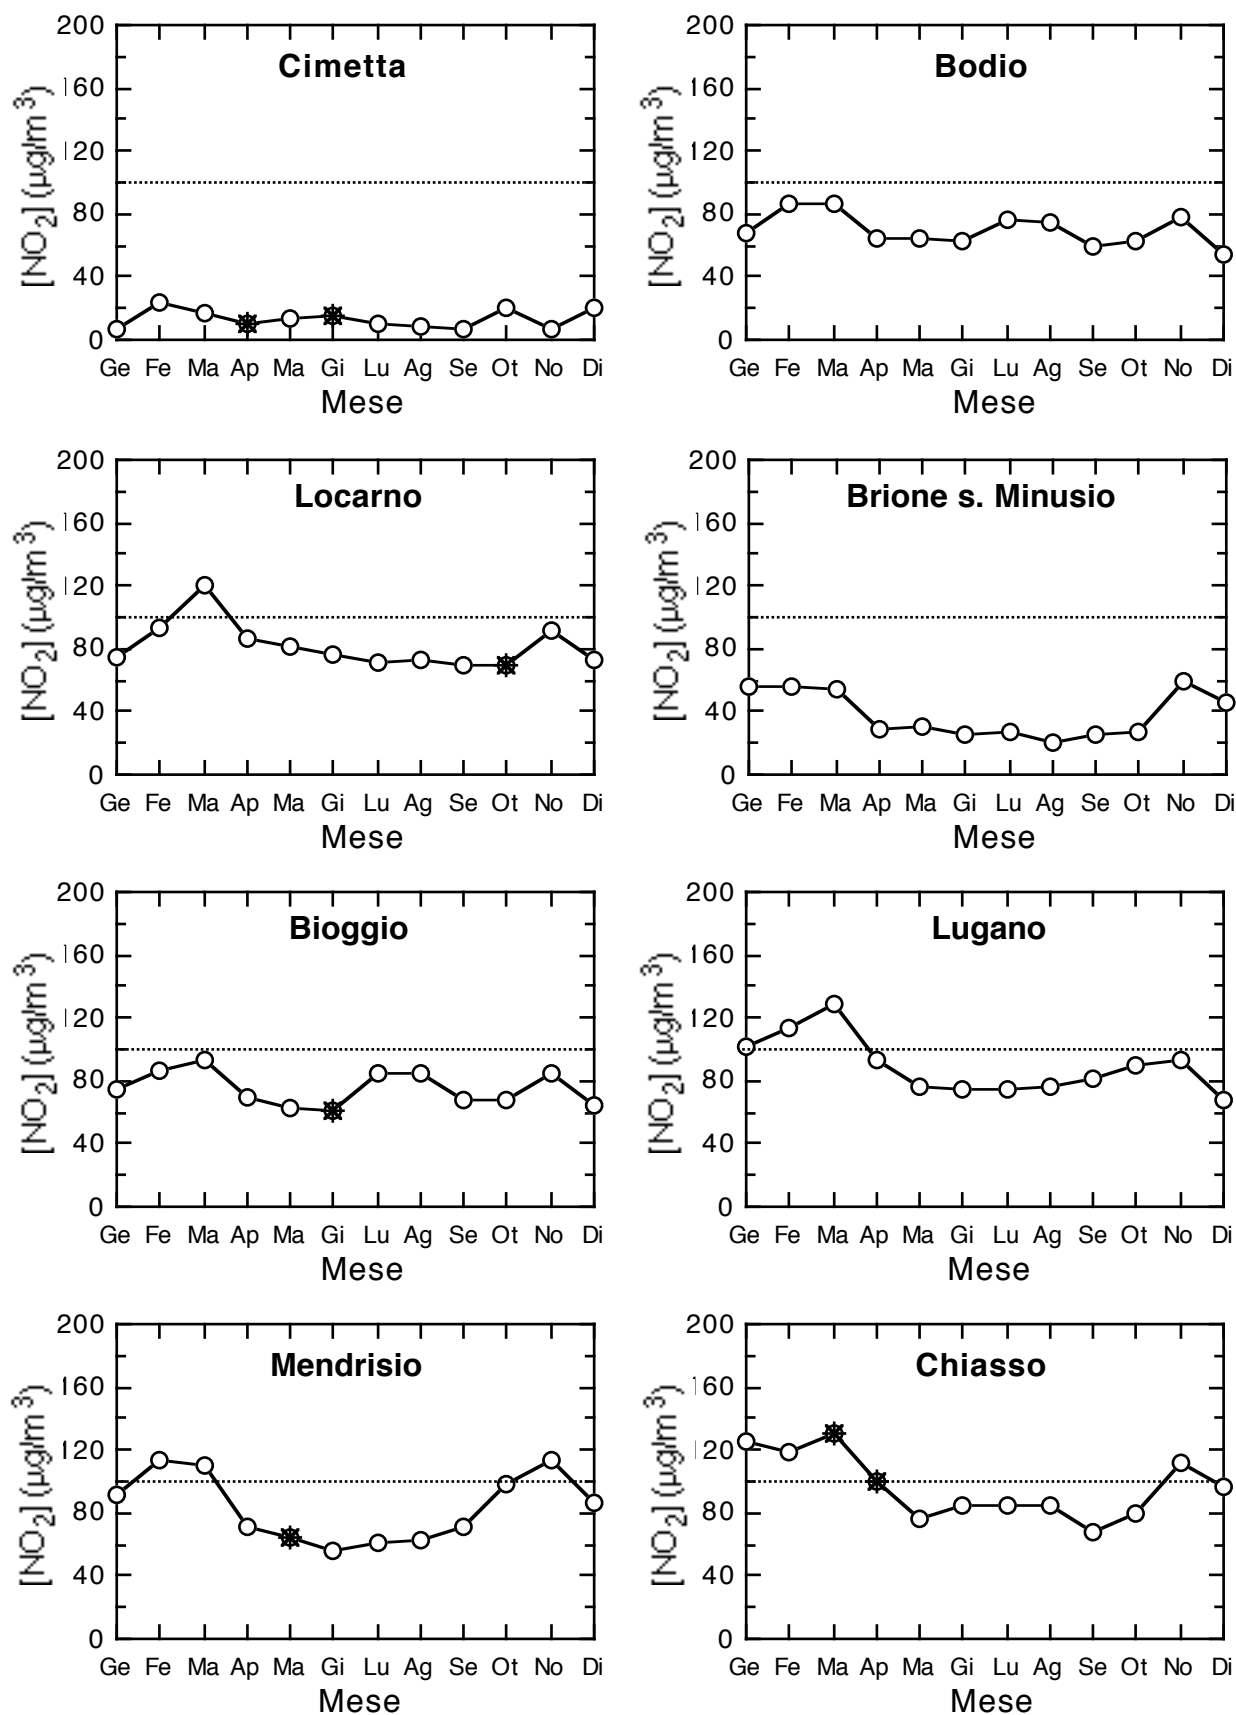 Cimetta
[NO2] (µg/m3)
200
160
120
80
40
0
Ge Fe Ma Ap Ma Gi Lu Ag Se Ot No Di
Mese
Bodio
[NO2] (µg/m3)
200
160
120
80
40
0
Ge Fe Ma Ap Ma Gi Lu Ag Se Ot No Di
Mese
Locarno
[NO2] (µg/m3)
200
160
120
80
40
0
Ge Fe Ma Ap Ma Gi Lu Ag Se Ot No Di
Mese
Brione s. Minusio
[NO2] (µg/m3)
200
160
120
80
40
0
Ge Fe Ma Ap Ma Gi Lu Ag Se Ot No Di
Mese
Bioggio
[NO2] (µg/m3)
200
160
120
80
40
0
Ge Fe Ma Ap Ma Gi Lu Ag Se Ot No Di
Mese
Lugano
[NO2] (µg/m3)
200
160
120
80
40
0
Ge Fe Ma Ap Ma Gi Lu Ag Se Ot No Di
Mese
Mendrisio
[NO2] (µg/m3)
200
160
120
80
40
0
Ge Fe Ma Ap Ma Gi Lu Ag Se Ot No Di
Mese
Chiasso
[NO2] (µg/m3)
200
160
120
80
40
0
Ge Fe Ma Ap Ma Gi Lu Ag Se Ot No Di
Mese